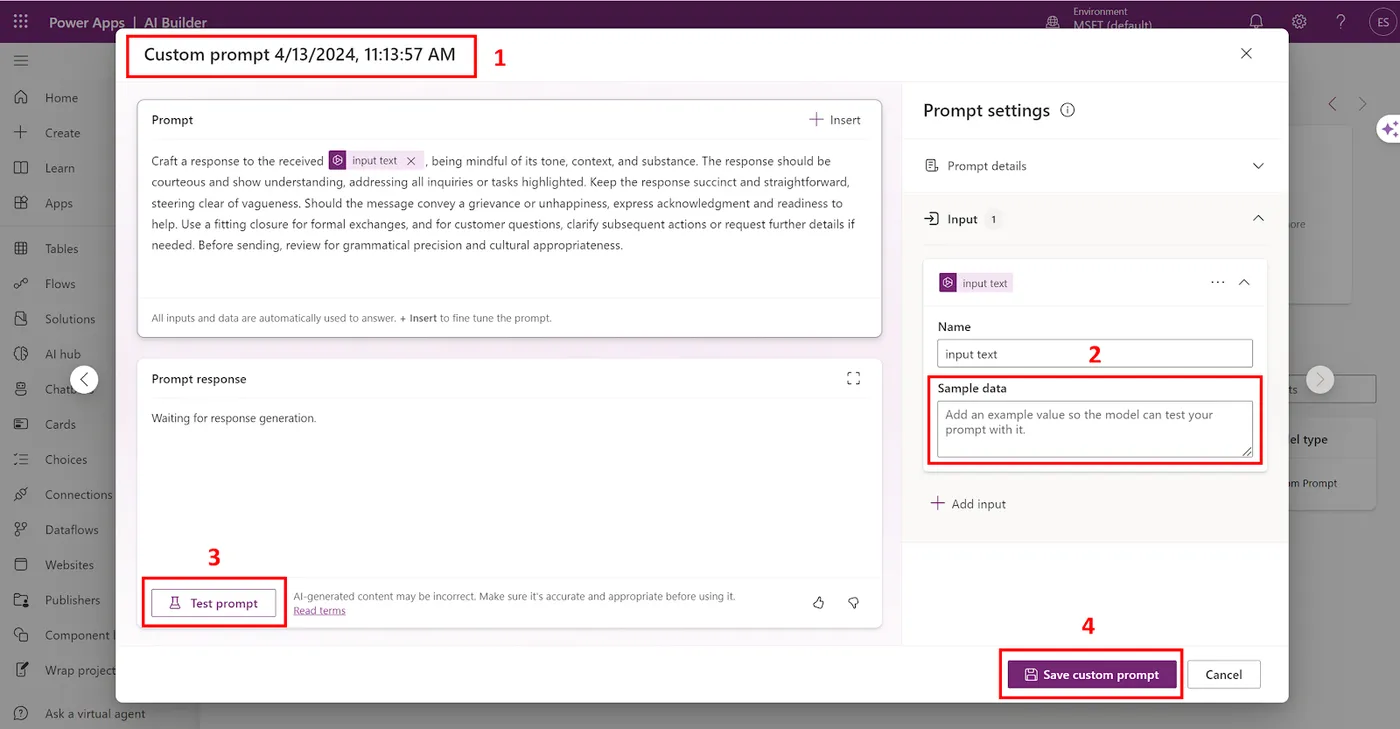 Power Apps | AI Builder
Environment
MSFT (default)
ES
Custom prompt 4/13/2024, 11:13:57 AM
1
Home
Create
Learn
Apps
Tables
Flows
Solutions
AI hub
Cards
Choices
Connections
Dataflows
Websites
Publishers
Component
Wrap project
Ask a virtual agent
Prompt
Insert
Craft a response to the received input text , being mindful of its tone, context, and substance. The response should be
courteous and show understanding, addressing all inquiries or tasks highlighted. Keep the response succinct and straightforward,
steering clear of vagueness. Should the message convey a grievance or unhappiness, express acknowledgment and readiness to
help. Use a fitting closure for formal exchanges, and for customer questions, clarify subsequent actions or request further details if
needed. Before sending, review for grammatical precision and cultural appropriateness.
All inputs and data are automatically used to answer. + Insert to fine tune the prompt.
Prompt response
Waiting for response generation.
3
Test prompt
AI-generated content may be incorrect. Make sure it's accurate and appropriate before using it.
Read terms
Prompt settings
Prompt details
Input 1
input text
Name
input text
2
Sample data
Add an example value so the model can test your
prompt with it.
Add input
4
Save custom prompt
Cancel
ore
ts
el type
om Prompt